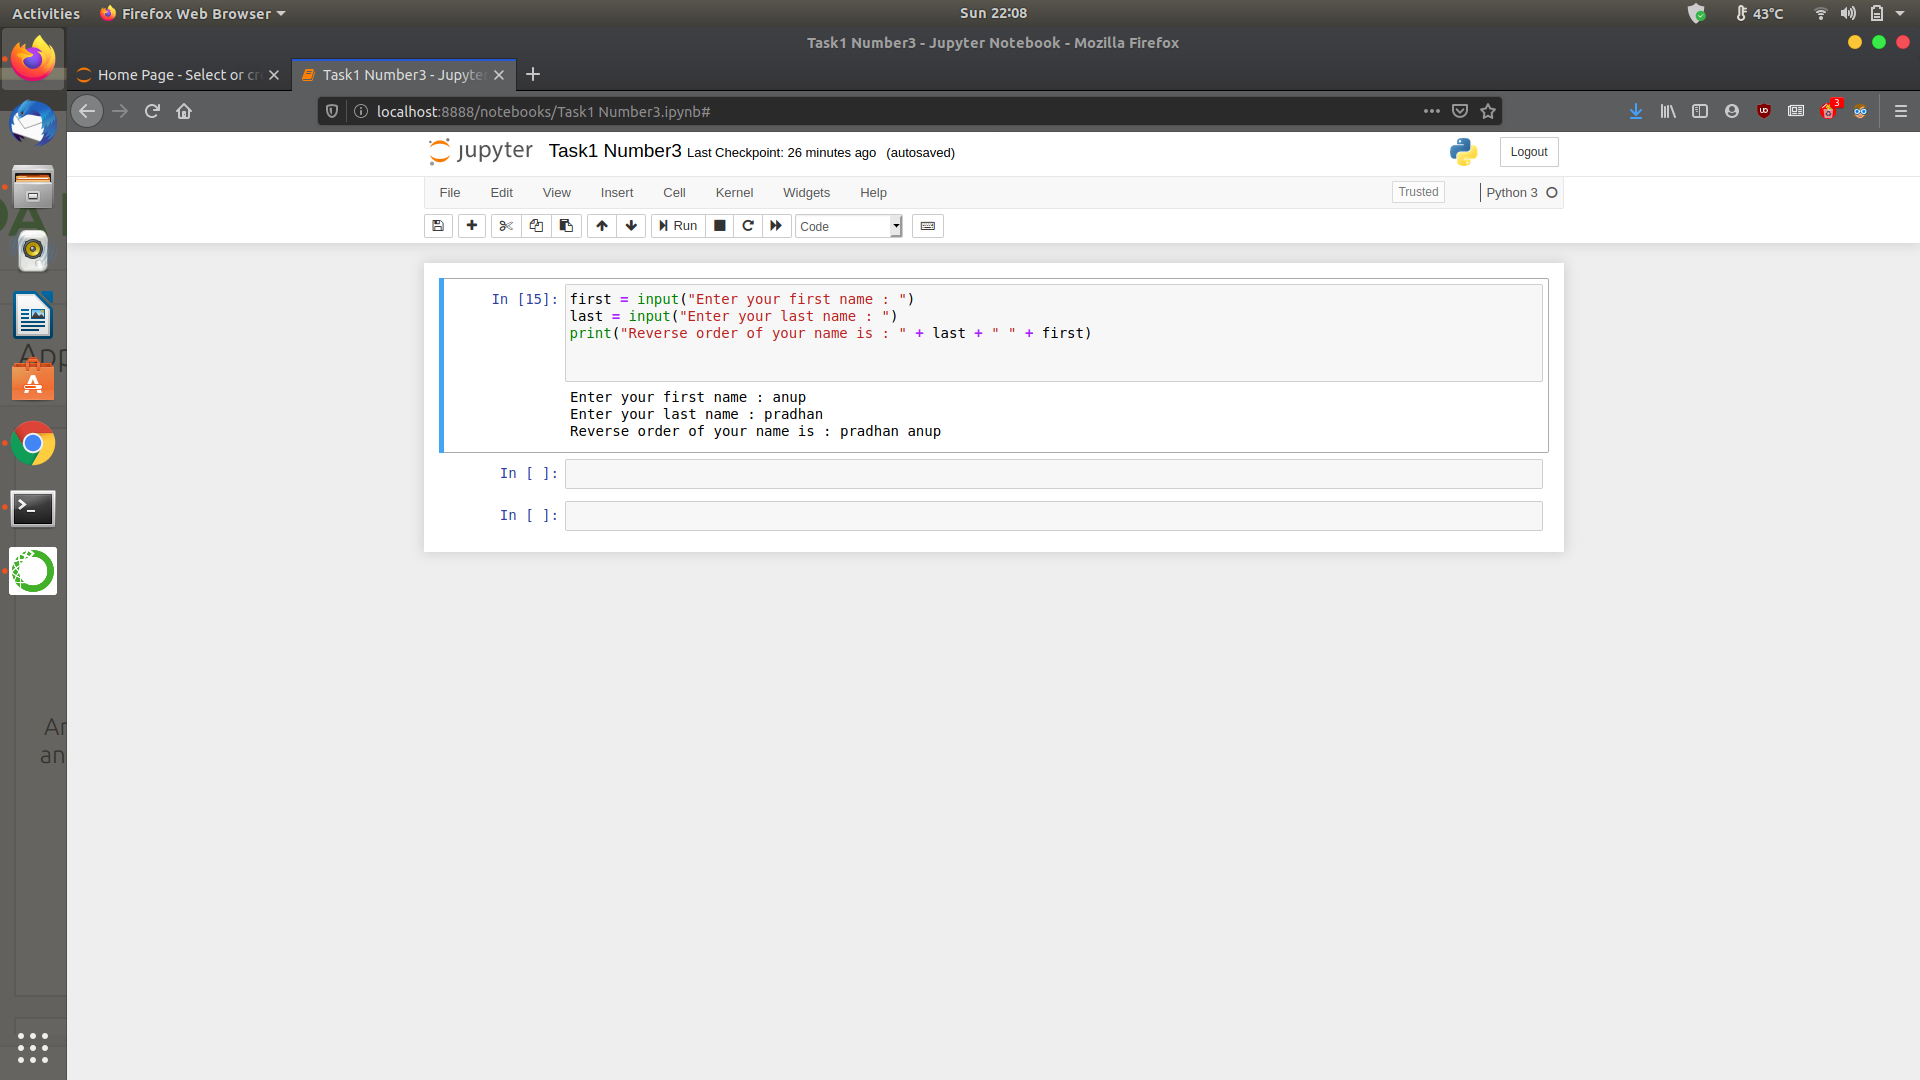 Activities
Firefox Web Browser
Sun 22:08
43°C
Task1 Number3 - Jupyter Notebook - Mozilla Firefox
Home Page - Select or cr
Task1 Number3 - Jupyte
localhost:8888/notebooks/Task1 Number3.ipynb#
3
jupyter
Task1 Number3
Last Checkpoint: 26 minutes ago (autosaved)
Logout
File Edit View Insert Cell Kernel Widgets Help
Trusted
Python 3
Run
Code
In [15]: first = input("Enter your first name : ")
last = input("Enter your last name : ")
print("Reverse order of your name is : " + last + " " + first)
Enter your first name : anup
Enter your last name : pradhan
Reverse order of your name is : pradhan anup
In [ ]:
In [ ]:
App
an